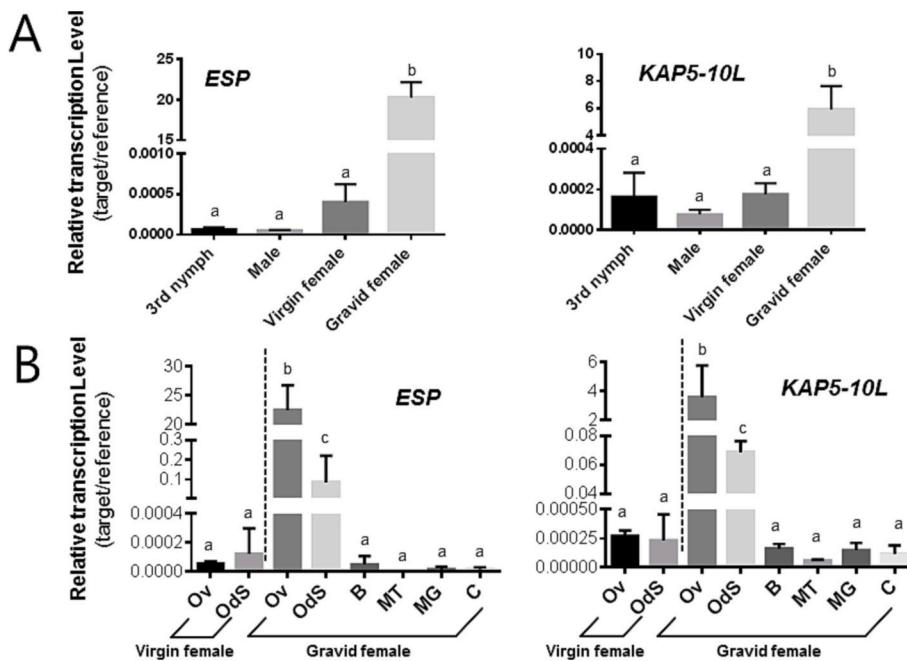 A
Relative transcription Level
(target/reference)
ESP
25
20
15
0.0010
0.0005
0.0000
a
a
a
b
3rd nymph
Male
Virgin female
Gravid female
KAP5-10L
10
8
6
4
0.0004
0.0002
0.0000
a
a
a
b
3rd nymph
Male
Virgin female
Gravid female
B
Relative transcription Level
(target/reference)
ESP
30
25
20
0.3
0.2
0.1
0.0004
0.0002
0.0000
a
a
b
c
a
a
a
a
Ov
OdS
Ov
OdS
B
MT
MG
C
Virgin female
Gravid female
KAP5-10L
6
4
2
0.08
0.06
0.04
0.00050
0.00025
0.00000
a
a
b
c
a
a
a
a
Ov
OdS
Ov
OdS
B
MT
MG
C
Virgin female
Gravid female